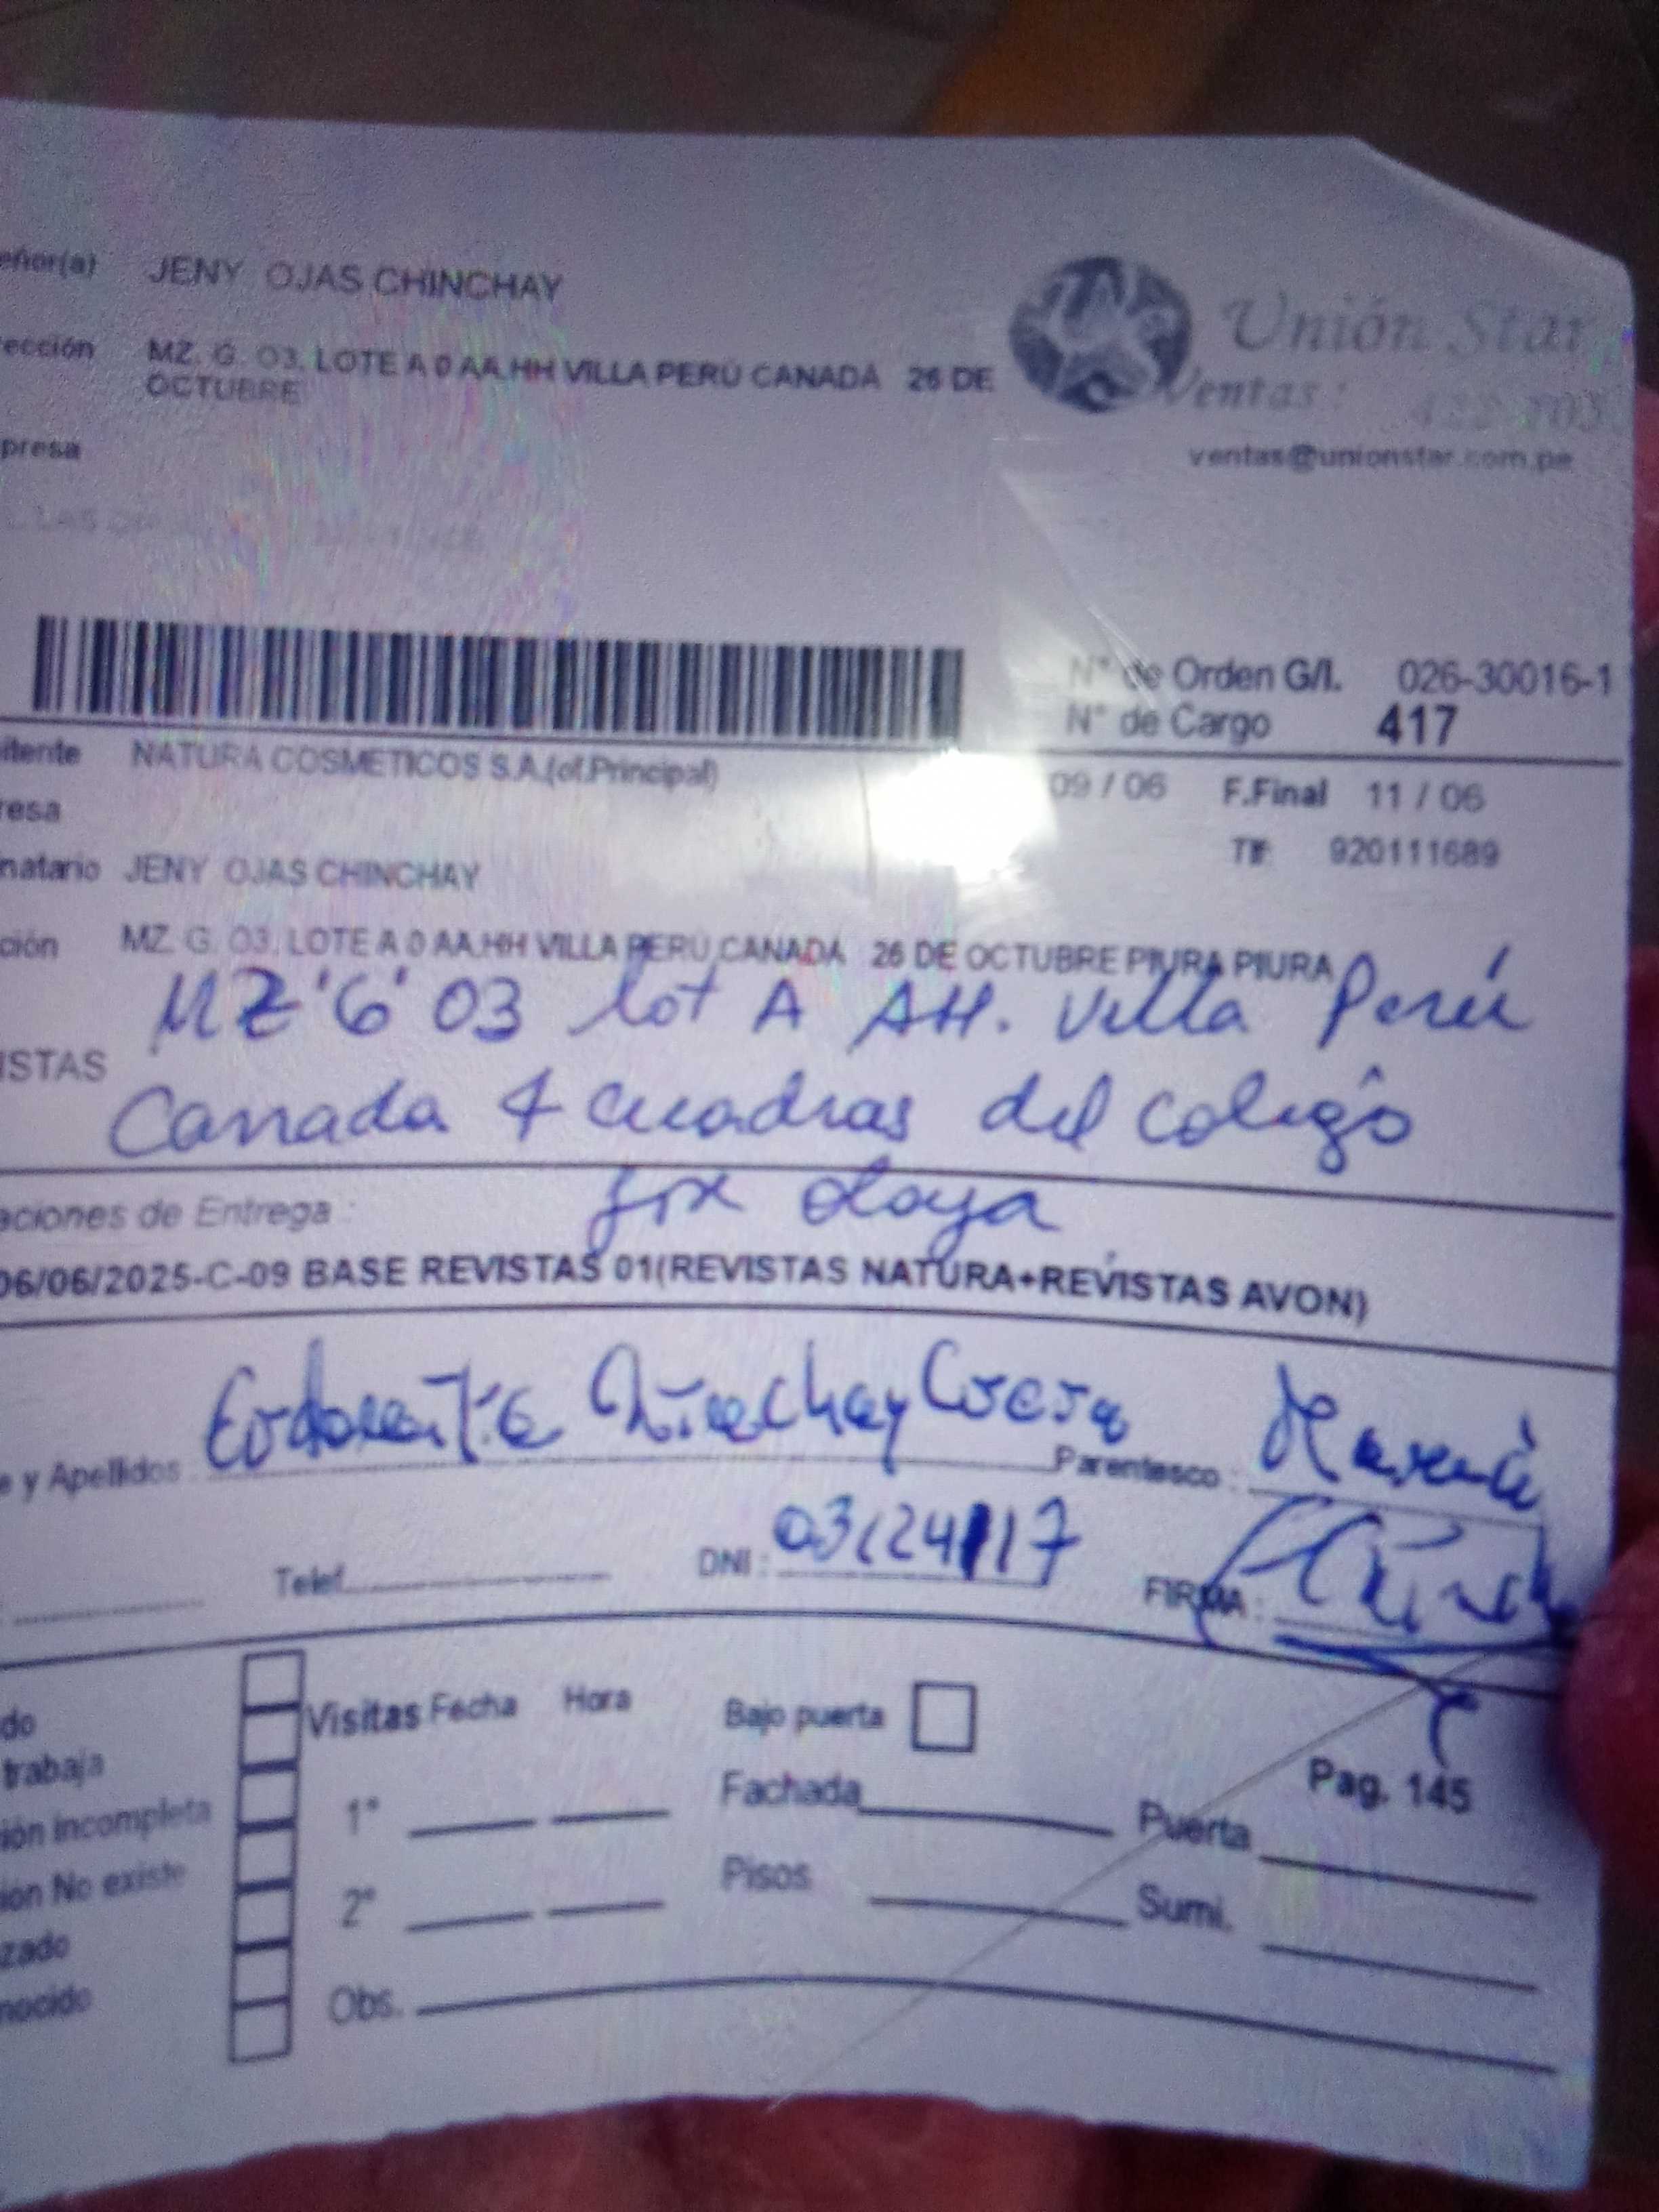 eñor(a) JENY OJAS CHINCHAY
ección MZ. G. 03. LOTE A 0 AA.HH VILLA PERÚ CANADÁ 26 DE
OCTUBRE
presa
Unión Star
Ventas:
ventas@unionstar.com.pe
N° de Orden G/I. 026-30016-1
N° de Cargo 417
itente NATURA COSMETICOS S.A.(of.Principal)
09 / 06 F.Final 11 / 06
resa
Tlf: 920111689
natario JENY OJAS CHINCHAY
ción MZ. G. 03. LOTE A 0 AA.HH VILLA PERÚ CANADÁ 26 DE OCTUBRE PIURA PIURA
MZ 'G' 03 lot A AH. Villa Perú
ISTAS
Canada 4 cuadras del colegio
Olaya
aciones de Entrega :
06/06/2025-C-09 BASE REVISTAS 01(REVISTAS NATURA+REVISTAS AVON)
e y Apellidos Parentesco : Mamá
Telef. DNI : FIRMA :
do
Visitas Fecha Hora Bajo puerta
trabaja
Pag. 145
ión incompleta 1° Fachada Puerta
ión No existe
2° Pisos Sumi.
zado
nocido Obs.